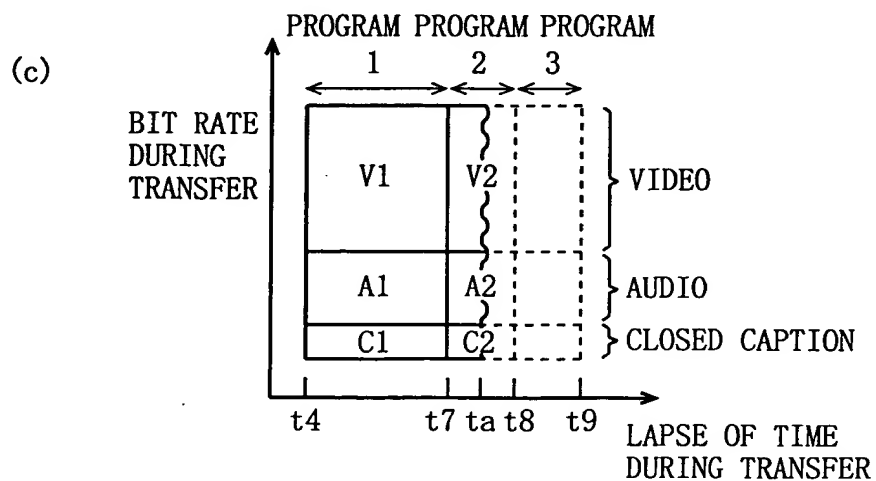 PROGRAM PROGRAM PROGRAM
(c)
1 2 3
BIT RATE
DURING
TRANSFER
V1 V2
VIDEO
A1 A2
AUDIO
C1 C2
CLOSED CAPTION
t4 t7 ta t8 t9
LAPSE OF TIME
DURING TRANSFER